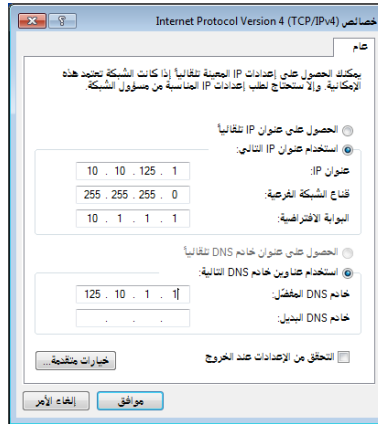 خصائص Internet Protocol Version 4 (TCP/IPv4)
عام
يمكنك الحصول على إعدادات IP المعينة تلقائياً إذا كانت الشبكة تعتمد هذه
الإمكانية. وإلا ستحتاج لطلب إعدادات IP المناسبة من مسؤول الشبكة.
الحصول على عنوان IP تلقائياً
استخدام عنوان IP التالي:
عنوان IP: 10 . 10 . 125 . 1
قناع الشبكة الفرعية: 255 . 255 . 255 . 0
البوابة الافتراضية: 10 . 1 . 1 . 1
الحصول على عنوان خادم DNS تلقائياً
استخدام عناوين خادم DNS التالية:
خادم DNS المفضّل: 125 . 10 . 1 . 1
خادم DNS البديل: . . .
التحقق من الإعدادات عند الخروج
خيارات متقدمة...
موافق إلغاء الأمر